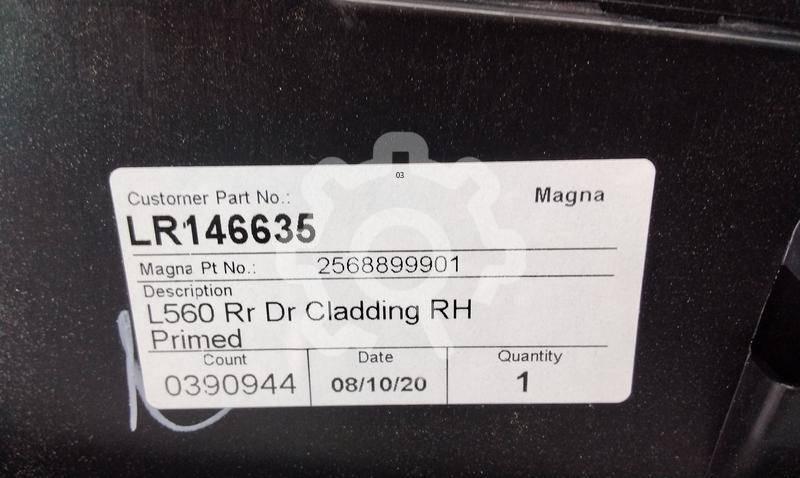 03
Customer Part No.: Magna
LR146635
Magna Pt No.: 2568899901
Description
L560 Rr Dr Cladding RH
Primed
Count Date Quantity
0390944 08/10/20 1